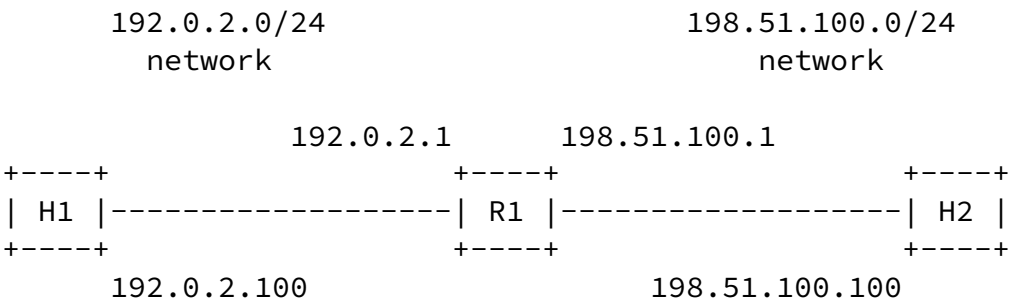 192.0.2.0/24 198.51.100.0/24
network network
192.0.2.1 198.51.100.1
+----+ +----+ +----+
| H1 |-------------------| R1 |-------------------| H2 |
+----+ +----+ +----+
192.0.2.100 198.51.100.100